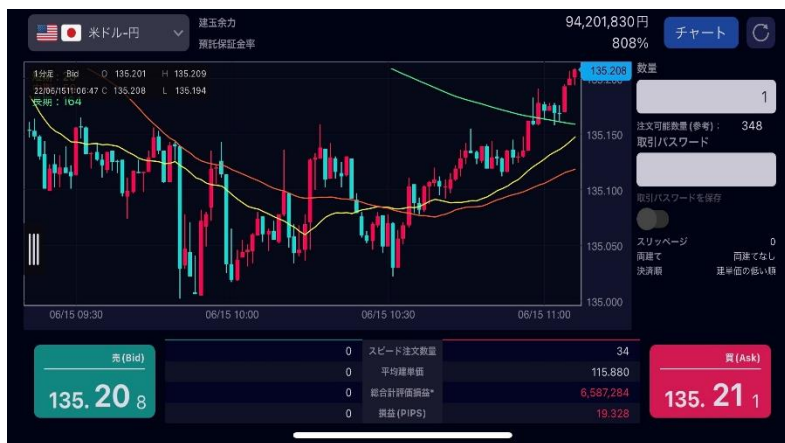 米ドル-円
建玉余力 94,201,830円
預託保証金率 808%
チャート
1分足 Bid O 135.201 H 135.209
22/06/15 11:06:47 C 135.208 L 135.194
長期：164
135.208
135.150
135.100
135.050
135.000
06/15 09:30 06/15 10:00 06/15 10:30 06/15 11:00
数量
1
注文可能数量(参考)： 348
取引パスワード
取引パスワードを保存
スリッページ 0
両建て 両建てなし
決済順 建単価の低い順
売(Bid)
135. 20 8
0 スピード注文数量 34
0 平均建単価 115.880
0 総合計評価損益* 6,587,284
0 損益(PIPS) 19.328
買(Ask)
135. 21 1